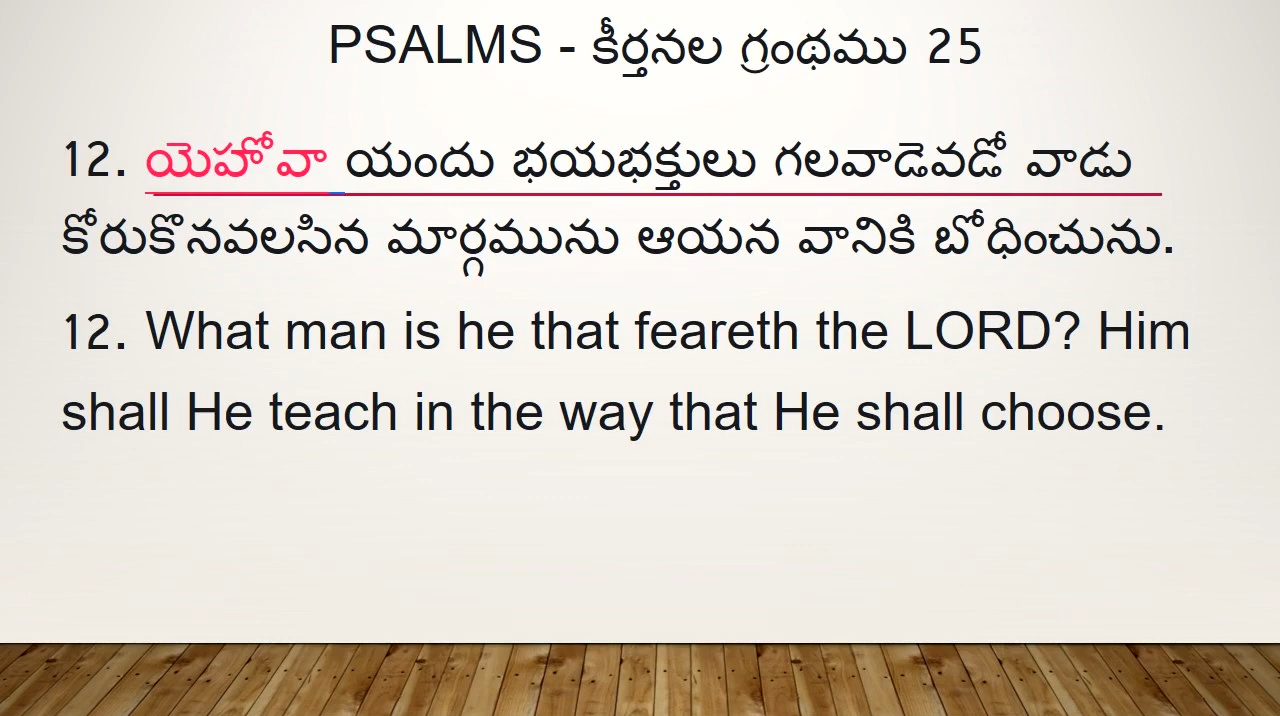 PSALMS - కీర్తనల గ్రంథము 25
12. యెహోవా యందు భయభక్తులు గలవాడెవడో వాడు
కోరుకొనవలసిన మార్గమును ఆయన వానికి బోధించును.
12. What man is he that feareth the LORD? Him
shall He teach in the way that He shall choose.